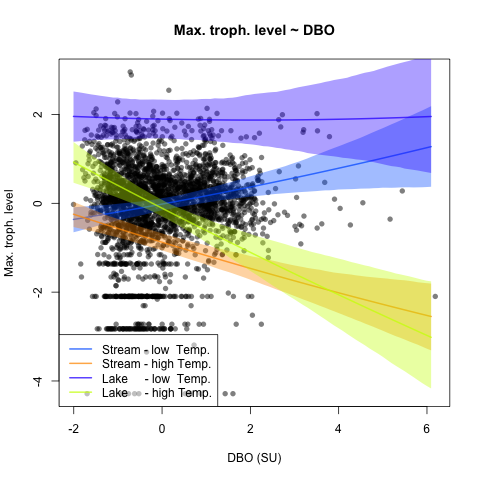 Max. troph. level ~ DBO
Max. troph. level
2
0
-2
-4
Stream - low Temp.
Stream - high Temp.
Lake - low Temp.
Lake - high Temp.
-2 0 2 4 6
DBO (SU)